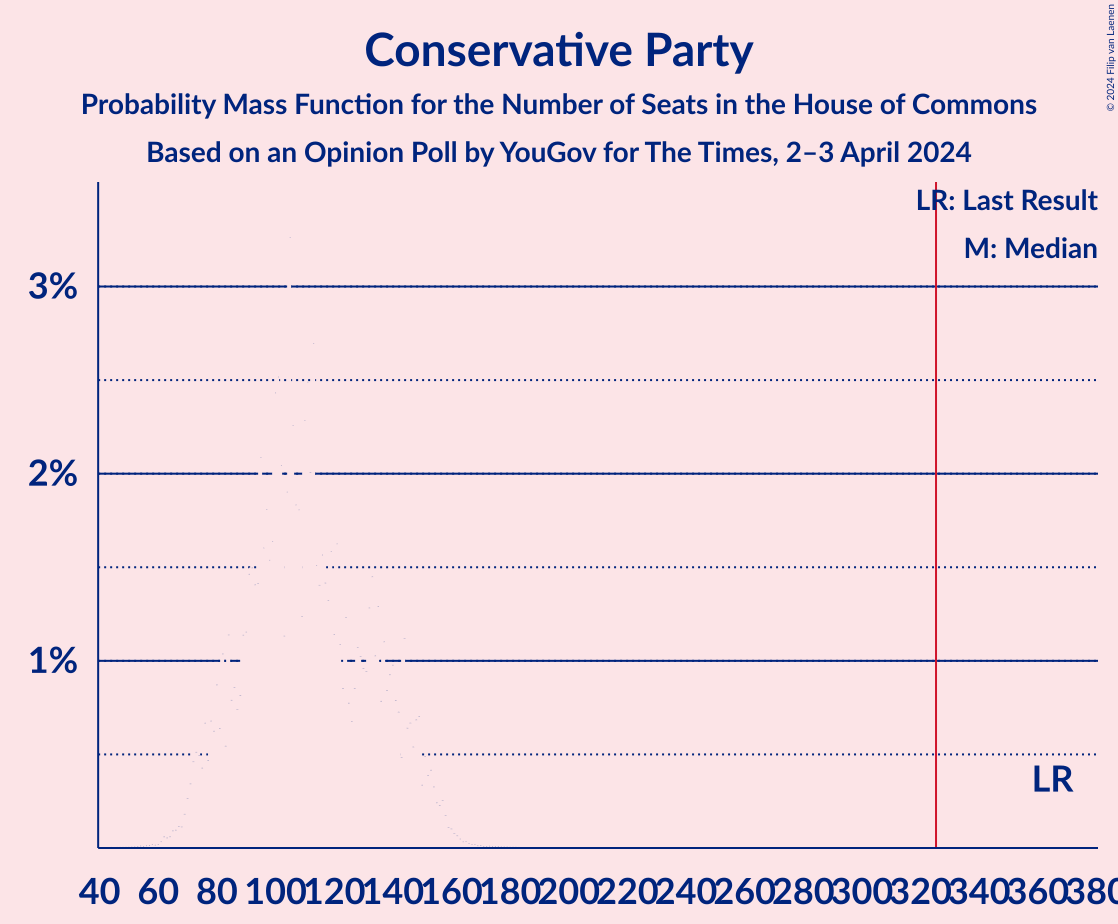 Conservative Party
Probability Mass Function for the Number of Seats in the House of Commons
Based on an Opinion Poll by YouGov for The Times, 2–3 April 2024
© 2024 Filip van Laenen
LR: Last Result
M: Median
3%
2%
1%
LR
40 60 80 100 120 140 160 180 200 220 240 260 280 300 320 340 360 380